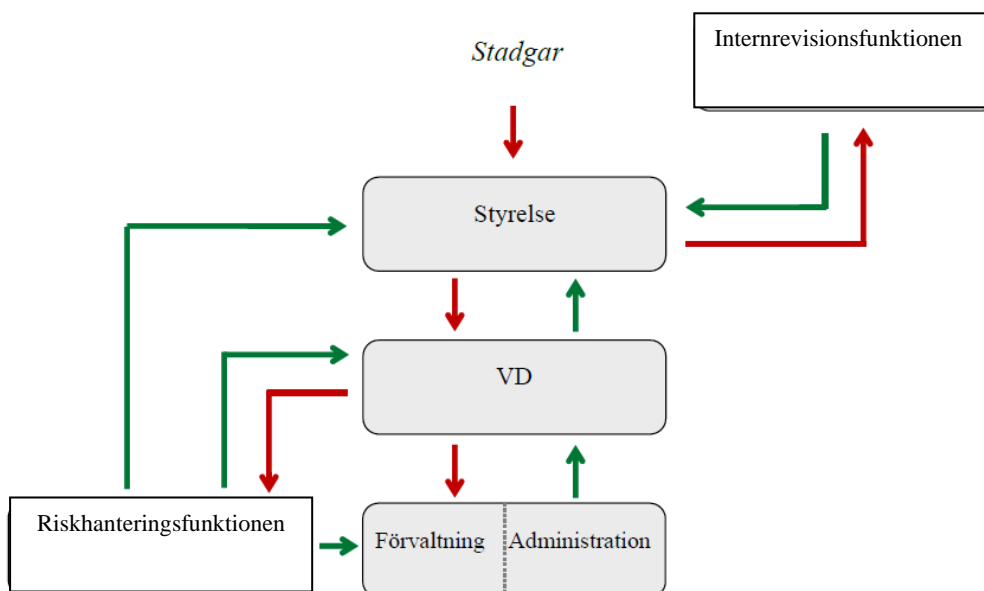 Internrevisionsfunktionen
Stadgar
Styrelse
VD
Riskhanteringsfunktionen
Förvaltning
Administration